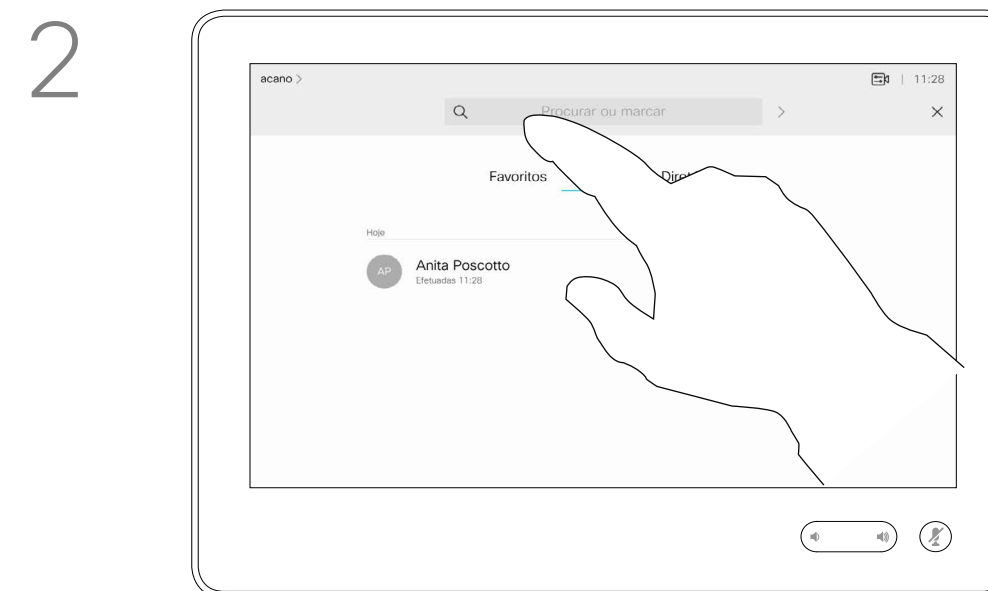 2
acano >
| 11:28
Procurar ou marcar
Favoritos
Hoje
AP
Anita Poscotto
Efetuadas 11:28